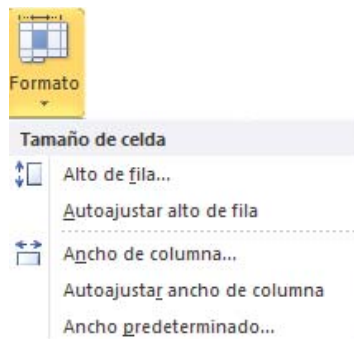 Formato
Tamaño de celda
Alto de fila...
Autoajustar alto de fila
Ancho de columna...
Autoajustar ancho de columna
Ancho predeterminado...